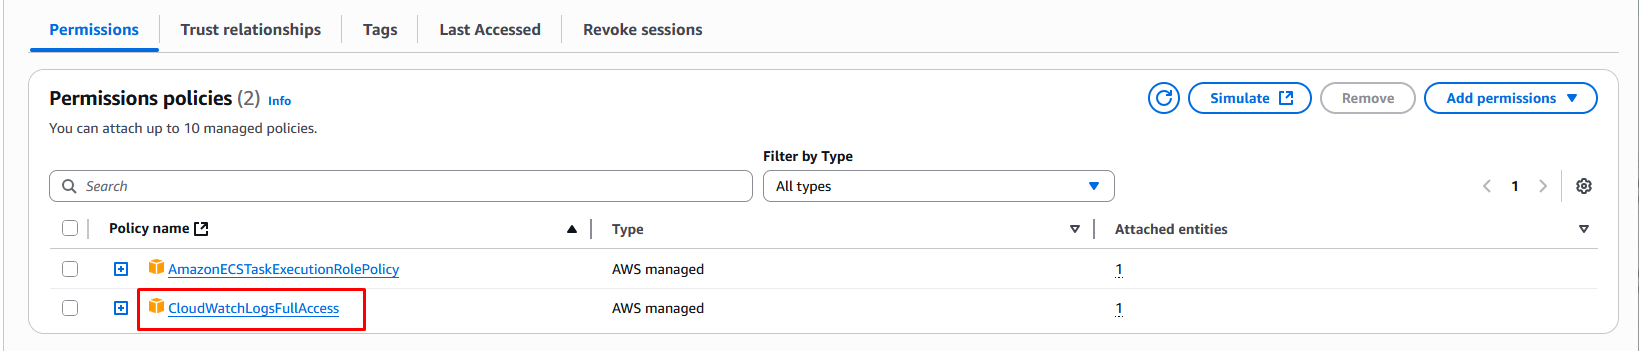 Permissions Trust relationships Tags Last Accessed Revoke sessions
Permissions policies (2) Info
Simulate Remove Add permissions
You can attach up to 10 managed policies.
Filter by Type
Search All types 1
Policy name Type Attached entities
AmazonECSTaskExecutionRolePolicy AWS managed 1
CloudWatchLogsFullAccess AWS managed 1